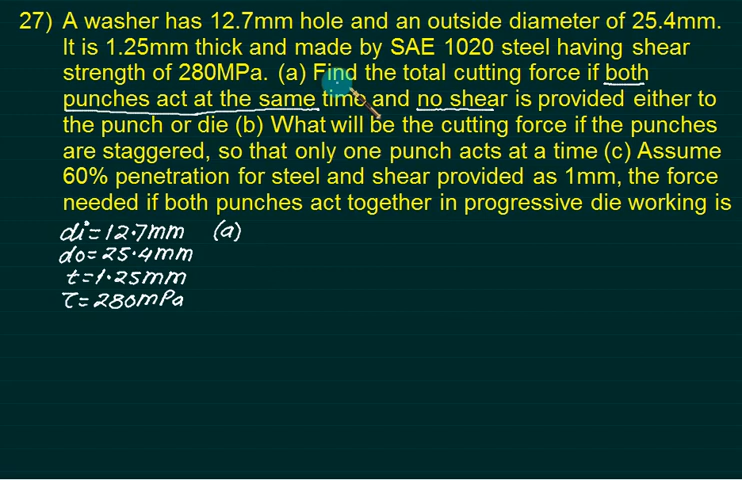 27) A washer has 12.7mm hole and an outside diameter of 25.4mm.
It is 1.25mm thick and made by SAE 1020 steel having shear
strength of 280MPa. (a) Find the total cutting force if both
punches act at the same time and no shear is provided either to
the punch or die (b) What will be the cutting force if the punches
are staggered, so that only one punch acts at a time (c) Assume
60% penetration for steel and shear provided as 1mm, the force
needed if both punches act together in progressive die working is
di=12.7mm (a)
do=25.4mm
t=1.25mm
τ=280mPa